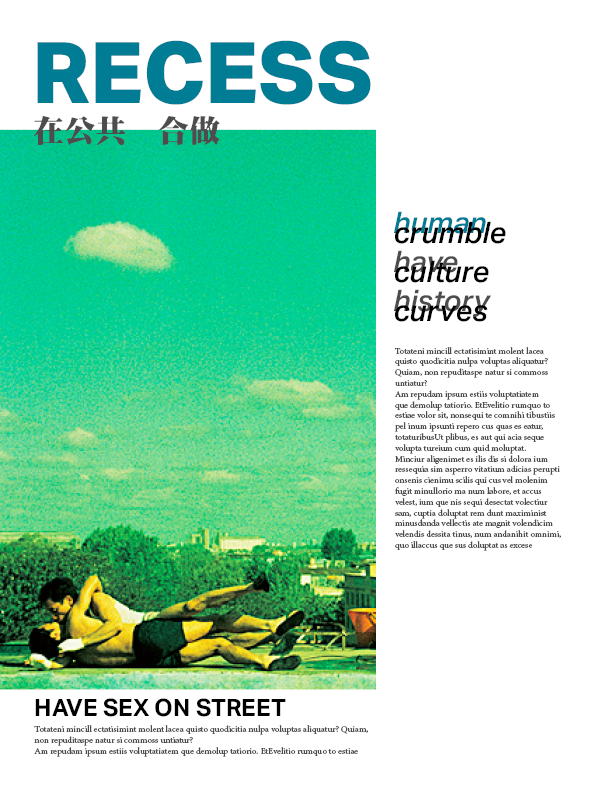 RECESS
在公共 合做
human
crumble
have
culture
history
curves
Totateni mincill ectatisimint molent lacea
quisto quodicitia nulpa voluptas aliquatur?
Quiam, non repuditaspe natur si commoss
untiatur?
Am repudam ipsum estiis voluptatiatem
que demolup tatiorio. EtEvelitio rumquo to
estiae volor sit, nonsequi te comnihi tibustiis
pel inum ipsunti repero cus quas es eatur,
totaturibusUt plibus, es aut qui acia seque
volupta tureium cum quid moluptat.
Minciur aligenimet es ilis dis si dolora ium
ressequia sim asperro vitatium adicias perupti
onsenis cienimu scilis qui cus vel molenim
fugit minullorio ma num labore, et accus
velest, ium que nis sequi desectat volectiur
sam, cuptia doluptat rem dunt maximinist
minusdanda vellectis ate magnit volendicim
velendis dessita tinus, num andanihit omnimi,
quo illaccus que sus doluptat as excese
HAVE SEX ON STREET
Totateni mincill ectatisimint molent lacea quisto quodicitia nulpa voluptas aliquatur? Quiam,
non repuditaspe natur si commoss untiatur?
Am repudam ipsum estiis voluptatiatem que demolup tatiorio. EtEvelitio rumquo to estiae